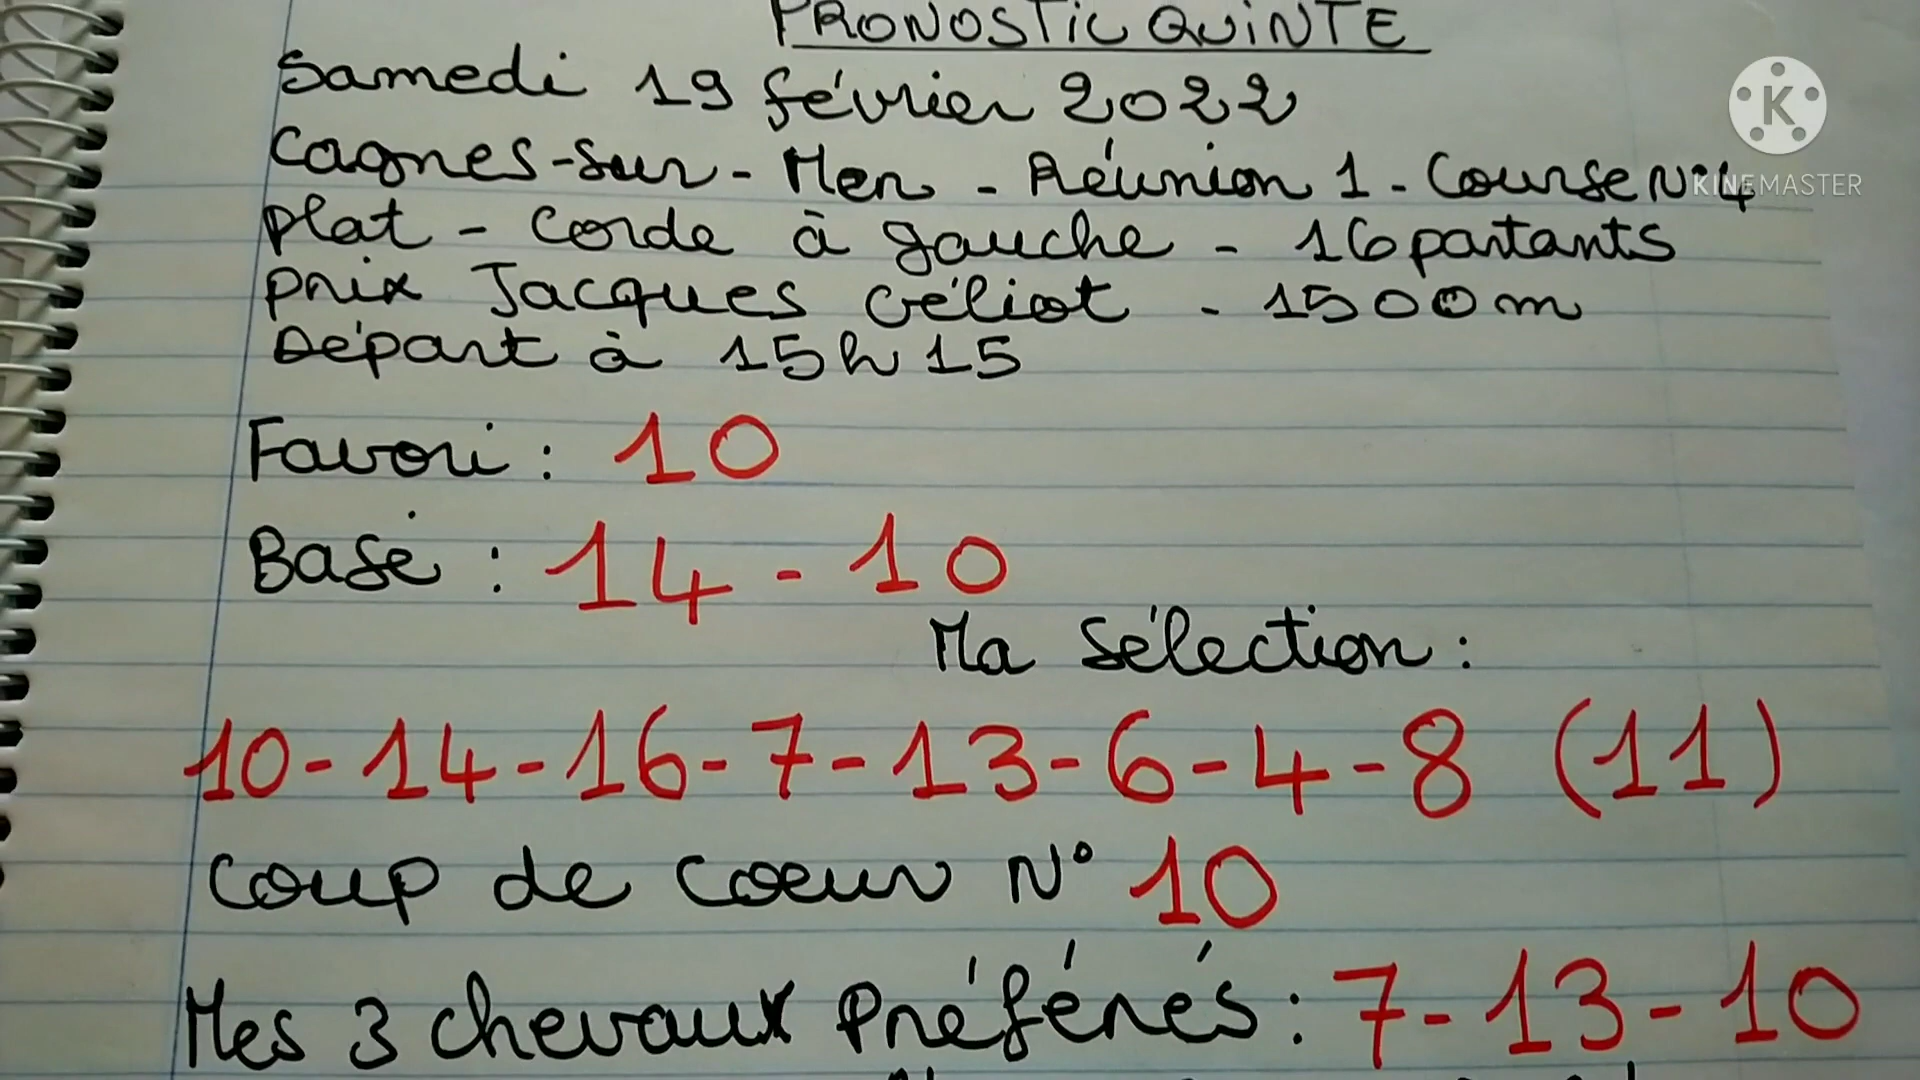 PRONOSTIC QUINTE
Samedi 19 février 2022
Cagnes-sur-Mer - Réunion 1 - Course N°4
Plat - Corde à gauche - 16 partants
Prix Jacques Géliot - 1500m
Départ à 15h15
Favori : 10
Base : 14 - 10
Ma Sélection :
10-14-16-7-13-6-4-8 (11)
Coup de coeur N° 10
Mes 3 chevaux Préférés : 7-13-10
K
KINEMASTER